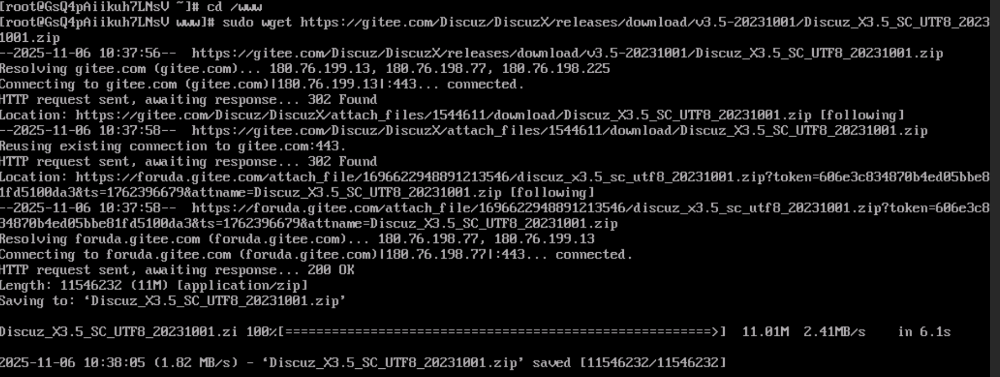 [root@GsQ4pAiikuh7LNsV ~]# cd /www
[root@GsQ4pAiikuh7LNsV www]# sudo wget https://gitee.com/Discuz/DiscuzX/releases/download/v3.5-20231001/Discuz_X3.5_SC_UTF8_2023
1001.zip
--2025-11-06 10:37:56--  https://gitee.com/Discuz/DiscuzX/releases/download/v3.5-20231001/Discuz_X3.5_SC_UTF8_20231001.zip
Resolving gitee.com (gitee.com)... 180.76.199.13, 180.76.198.77, 180.76.198.225
Connecting to gitee.com (gitee.com)|180.76.199.13|:443... connected.
HTTP request sent, awaiting response... 302 Found
Location: https://gitee.com/Discuz/DiscuzX/attach_files/1544611/download/Discuz_X3.5_SC_UTF8_20231001.zip [following]
--2025-11-06 10:37:58--  https://gitee.com/Discuz/DiscuzX/attach_files/1544611/download/Discuz_X3.5_SC_UTF8_20231001.zip
Reusing existing connection to gitee.com:443.
HTTP request sent, awaiting response... 302 Found
Location: https://foruda.gitee.com/attach_file/1696622948891213546/discuz_x3.5_sc_utf8_20231001.zip?token=606e3c834870b4ed05bbe8
1fd5100da3&ts=1762396679&attname=Discuz_X3.5_SC_UTF8_20231001.zip [following]
--2025-11-06 10:37:58--  https://foruda.gitee.com/attach_file/1696622948891213546/discuz_x3.5_sc_utf8_20231001.zip?token=606e3c8
34870b4ed05bbe81fd5100da3&ts=1762396679&attname=Discuz_X3.5_SC_UTF8_20231001.zip
Resolving foruda.gitee.com (foruda.gitee.com)... 180.76.198.77, 180.76.199.13
Connecting to foruda.gitee.com (foruda.gitee.com)|180.76.198.77|:443... connected.
HTTP request sent, awaiting response... 200 OK
Length: 11546232 (11M) [application/zip]
Saving to: ‘Discuz_X3.5_SC_UTF8_20231001.zip’
Discuz_X3.5_SC_UTF8_20231001.zi 100%[=======================================================>]  11.01M  2.41MB/s    in 6.1s
2025-11-06 10:38:05 (1.82 MB/s) - ‘Discuz_X3.5_SC_UTF8_20231001.zip’ saved [11546232/11546232]